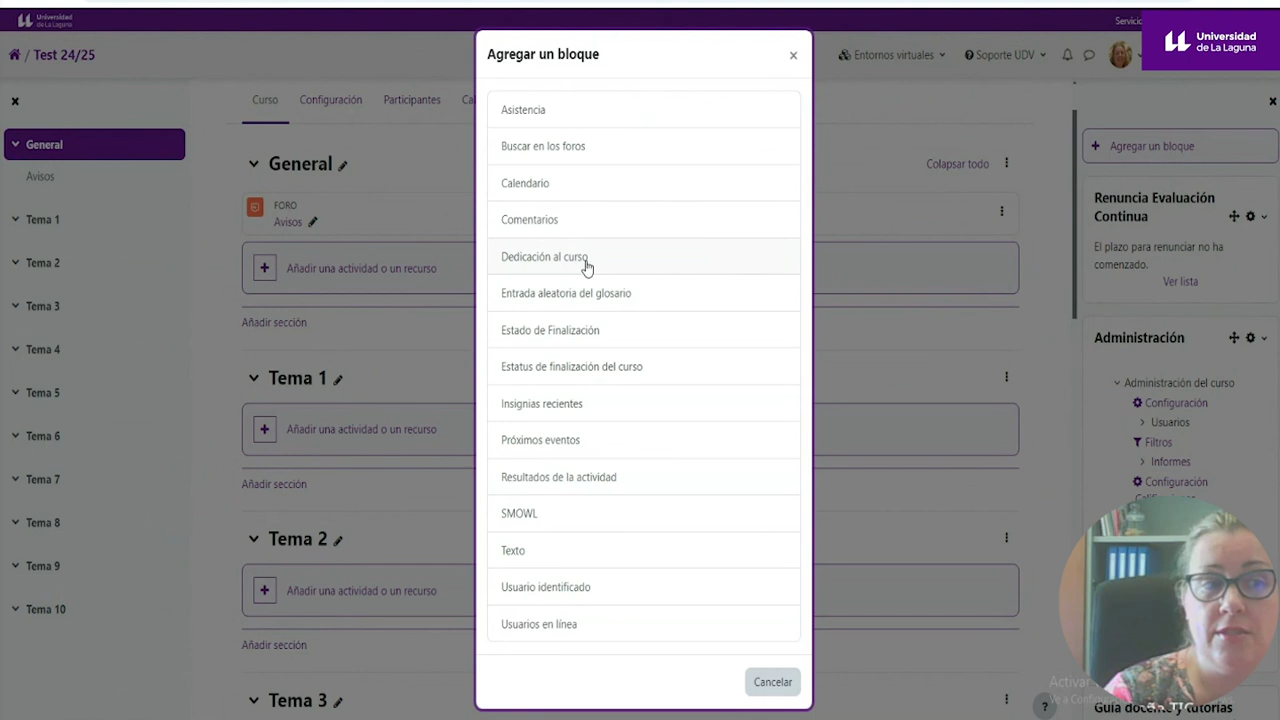 Universidad
de La Laguna
Servicio
Universidad
de La Laguna
/ Test 24/25
Entornos virtuales
Soporte UDV
Agregar un bloque
×
Curso
Configuración
Participantes
General
Avisos
Tema 1
Tema 2
Tema 3
Tema 4
Tema 5
Tema 6
Tema 7
Tema 8
Tema 9
Tema 10
General
Colapsar todo
FORO
Avisos
Añadir una actividad o un recurso
Añadir sección
Tema 1
Añadir una actividad o un recurso
Añadir sección
Tema 2
Añadir una actividad o un recurso
Añadir sección
Tema 3
Asistencia
Buscar en los foros
Calendario
Comentarios
Dedicación al curso
Entrada aleatoria del glosario
Estado de Finalización
Estatus de finalización del curso
Insignias recientes
Próximos eventos
Resultados de la actividad
SMOWL
Texto
Usuario identificado
Usuarios en línea
Cancelar
Agregar un bloque
Renuncia Evaluación
Continua
El plazo para renunciar no ha
comenzado.
Ver lista
Administración
Administración del curso
Configuración
Usuarios
Filtros
Informes
Configuración
Calificaciones
Activar
?
Guía docente y tutorías